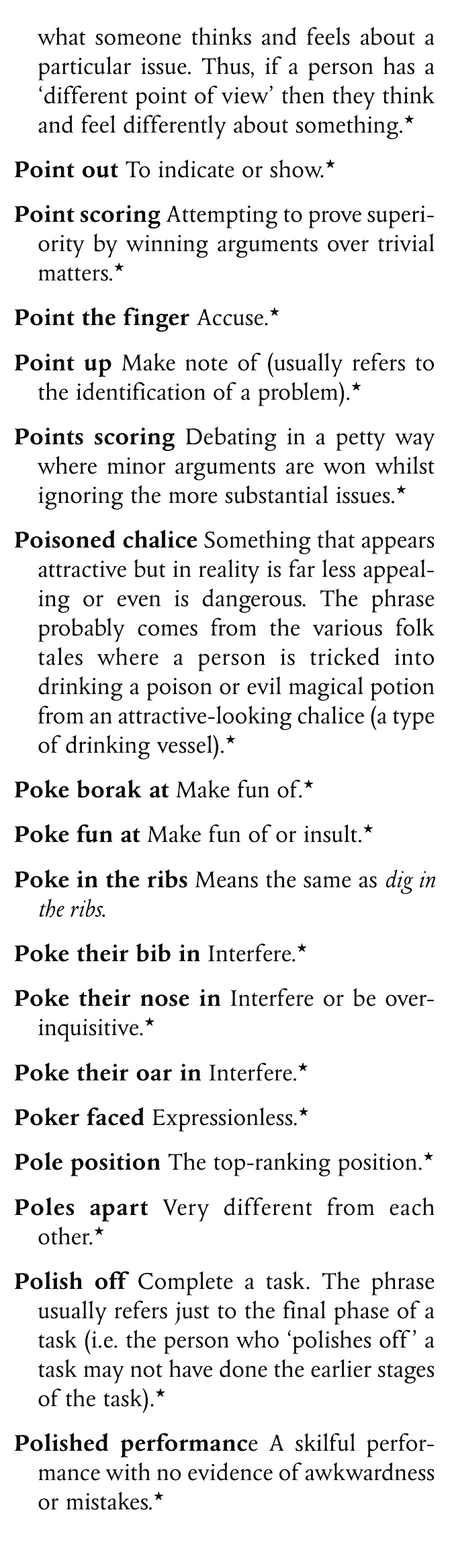 what someone thinks and feels about a
particular issue. Thus, if a person has a
‘different point of view’ then they think
and feel differently about something.★
Point out To indicate or show.★
Point scoring Attempting to prove superi-
ority by winning arguments over trivial
matters.★
Point the finger Accuse.★
Point up Make note of (usually refers to
the identification of a problem).★
Points scoring Debating in a petty way
where minor arguments are won whilst
ignoring the more substantial issues.★
Poisoned chalice Something that appears
attractive but in reality is far less appeal-
ing or even is dangerous. The phrase
probably comes from the various folk
tales where a person is tricked into
drinking a poison or evil magical potion
from an attractive-looking chalice (a type
of drinking vessel).★
Poke borak at Make fun of.★
Poke fun at Make fun of or insult.★
Poke in the ribs Means the same as dig in
the ribs.
Poke their bib in Interfere.★
Poke their nose in Interfere or be over-
inquisitive.★
Poke their oar in Interfere.★
Poker faced Expressionless.★
Pole position The top-ranking position.★
Poles apart Very different from each
other.★
Polish off Complete a task. The phrase
usually refers just to the final phase of a
task (i.e. the person who ‘polishes off’ a
task may not have done the earlier stages
of the task).★
Polished performance A skilful perfor-
mance with no evidence of awkwardness
or mistakes.★